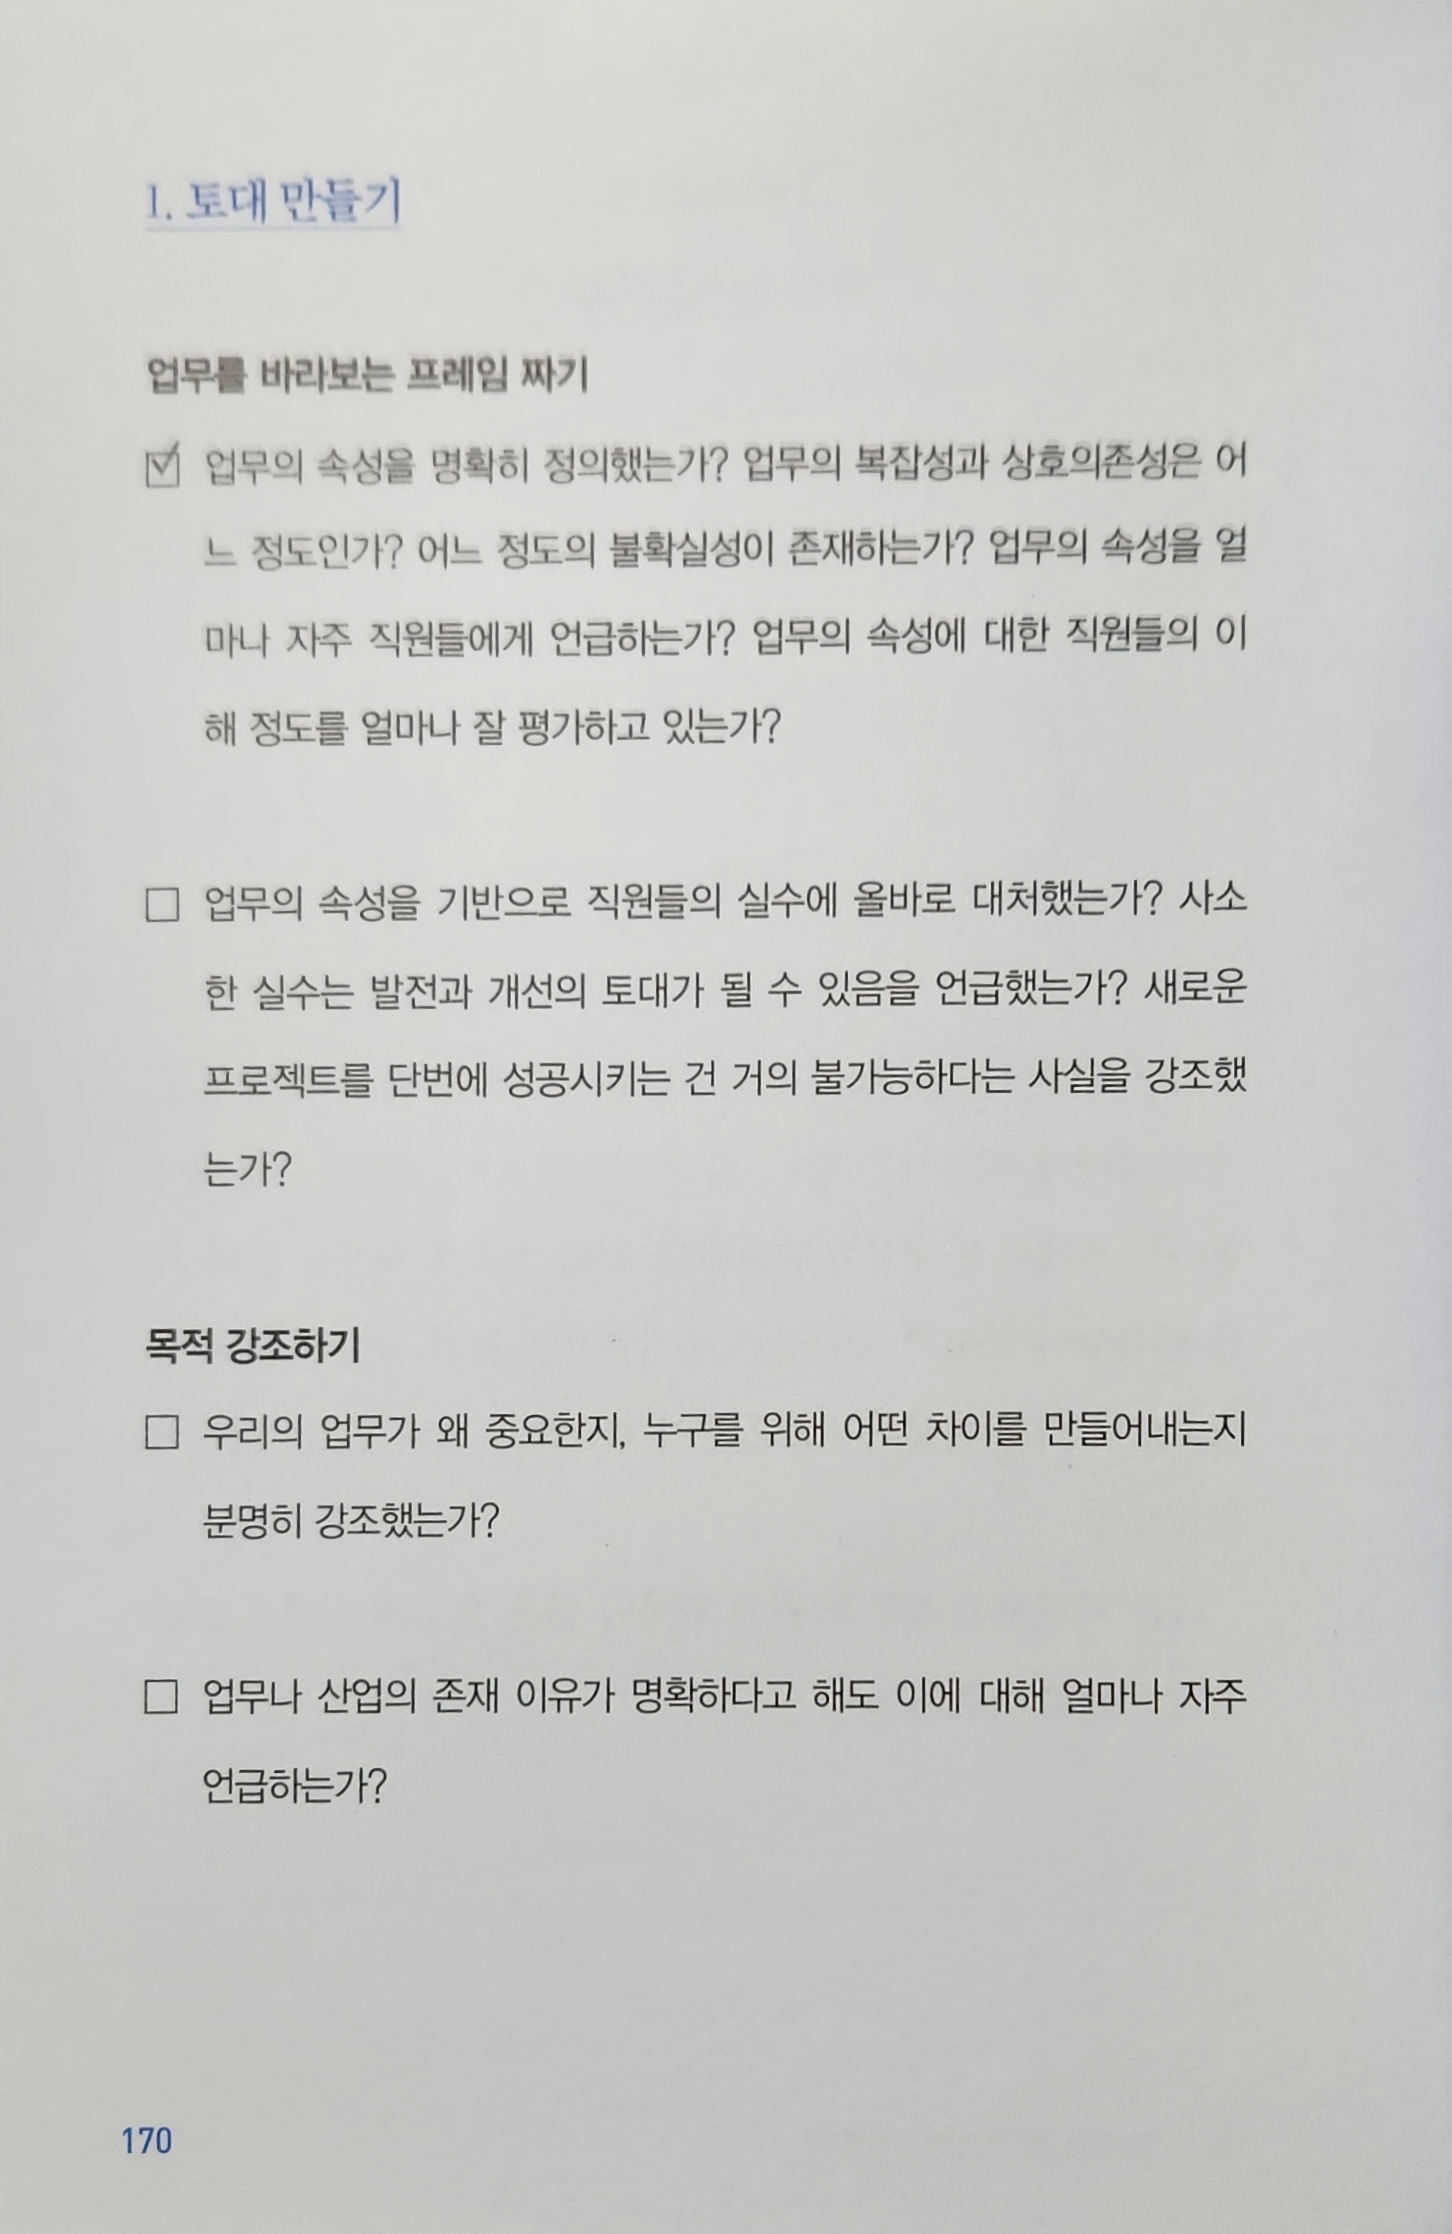 1. 토대 만들기
업무를 바라보는 프레임 짜기
☑ 업무의 속성을 명확히 정의했는가? 업무의 복잡성과 상호의존성은 어
느 정도인가? 어느 정도의 불확실성이 존재하는가? 업무의 속성을 얼
마나 자주 직원들에게 언급하는가? 업무의 속성에 대한 직원들의 이
해 정도를 얼마나 잘 평가하고 있는가?
□ 업무의 속성을 기반으로 직원들의 실수에 올바로 대처했는가? 사소
한 실수는 발전과 개선의 토대가 될 수 있음을 언급했는가? 새로운
프로젝트를 단번에 성공시키는 건 거의 불가능하다는 사실을 강조했
는가?
목적 강조하기
□ 우리의 업무가 왜 중요한지, 누구를 위해 어떤 차이를 만들어내는지
분명히 강조했는가?
□ 업무나 산업의 존재 이유가 명확하다고 해도 이에 대해 얼마나 자주
언급하는가?
170